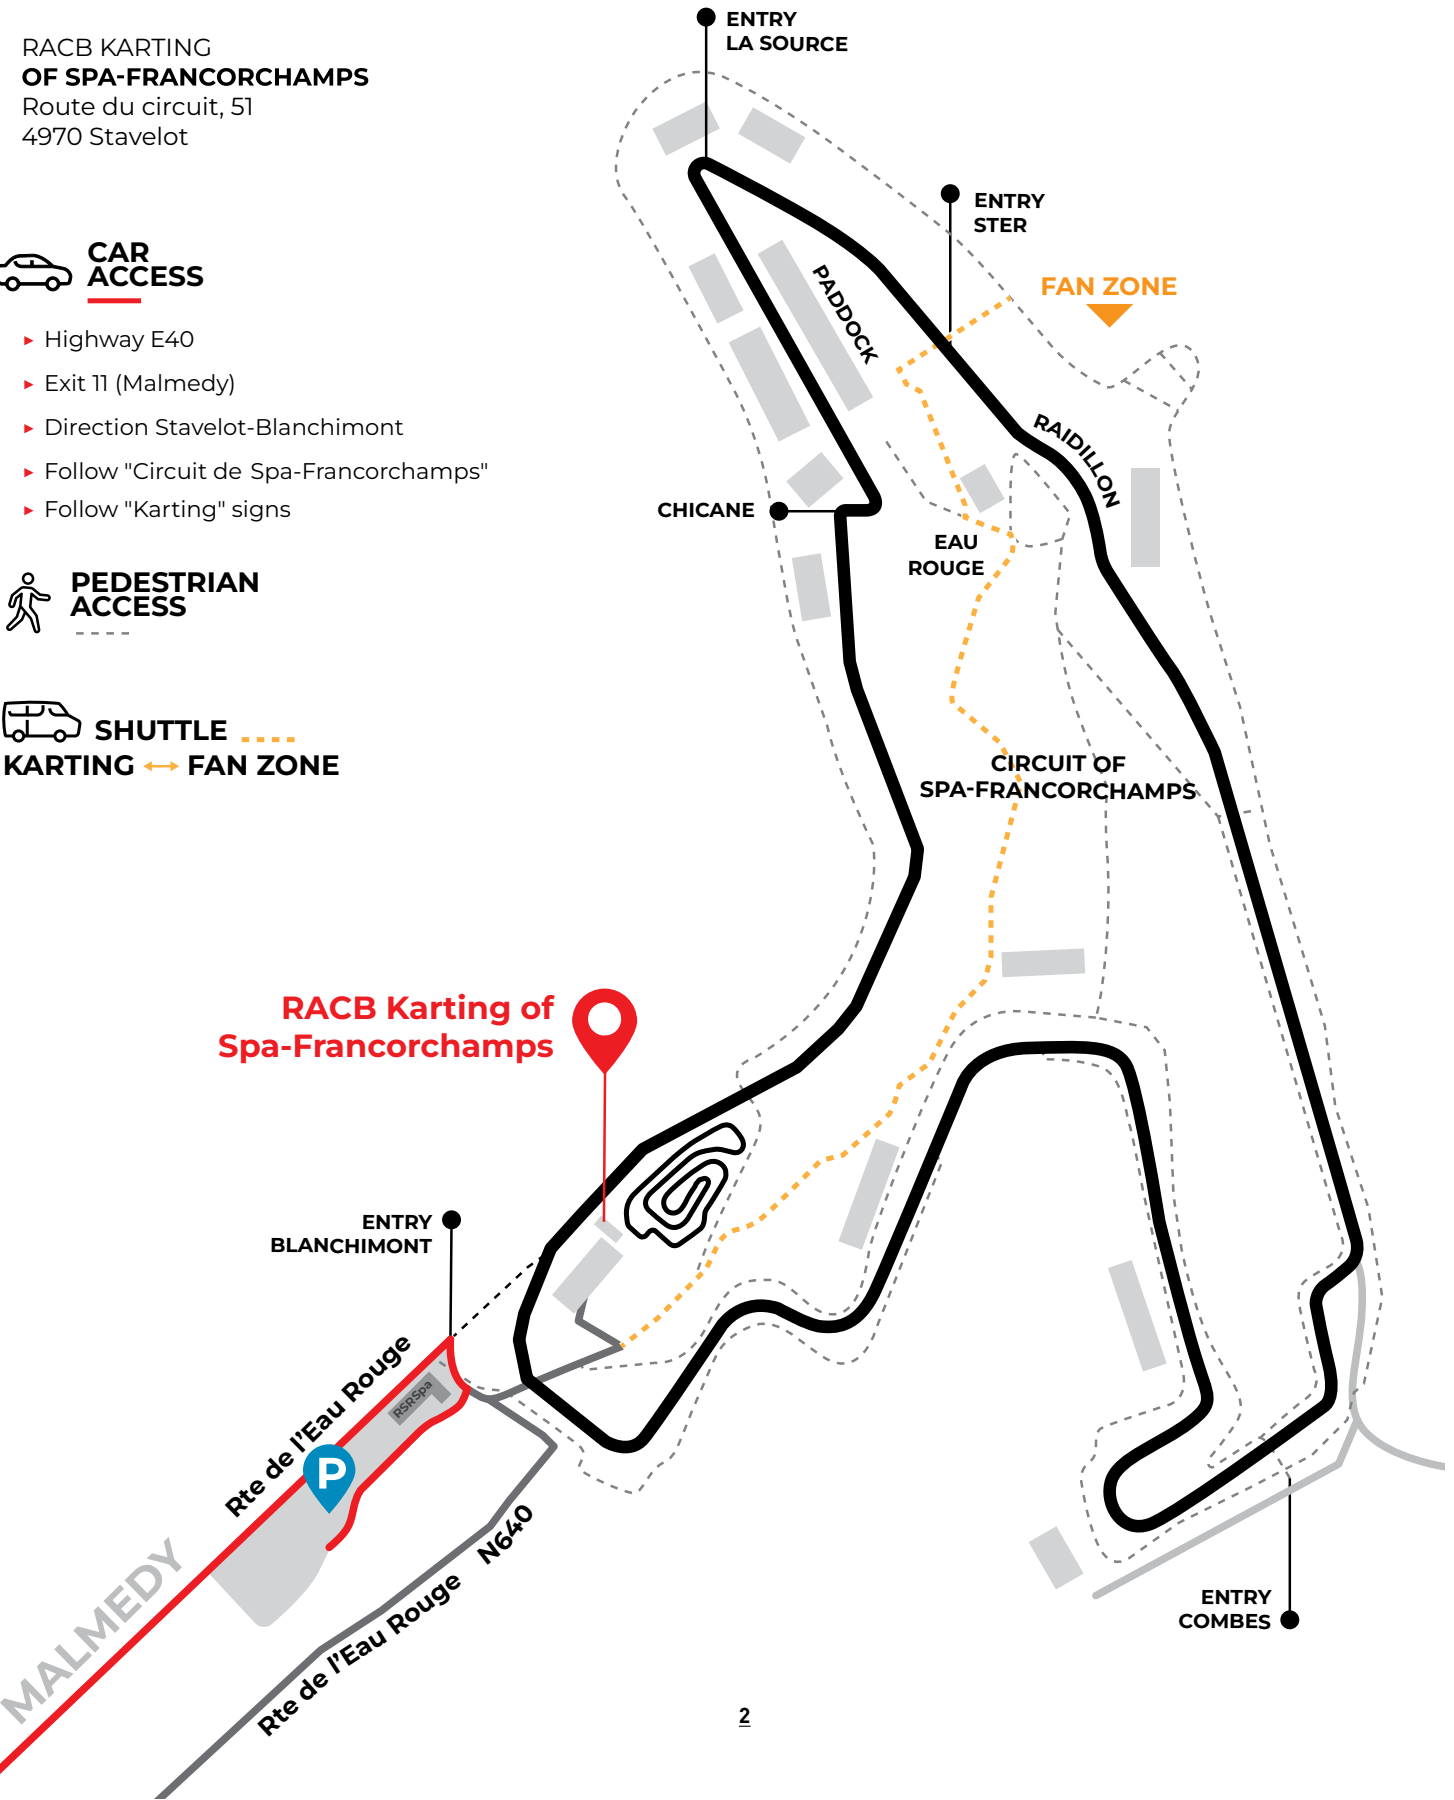 RACB KARTING
OF SPA-FRANCORCHAMPS
Route du circuit, 51
4970 Stavelot
CAR
ACCESS
▸ Highway E40
▸ Exit 11 (Malmedy)
▸ Direction Stavelot-Blanchimont
▸ Follow "Circuit de Spa-Francorchamps"
▸ Follow "Karting" signs
PEDESTRIAN
ACCESS
SHUTTLE
KARTING ↔ FAN ZONE
ENTRY
LA SOURCE
ENTRY
STER
FAN ZONE
PADDOCK
RAIDILLON
CHICANE
EAU
ROUGE
CIRCUIT OF
SPA-FRANCORCHAMPS
RACB Karting of
Spa-Francorchamps
ENTRY
BLANCHIMONT
Rte de l'Eau Rouge
RSRSpa
P
MALMEDY
Rte de l'Eau Rouge N640
ENTRY
COMBES
2